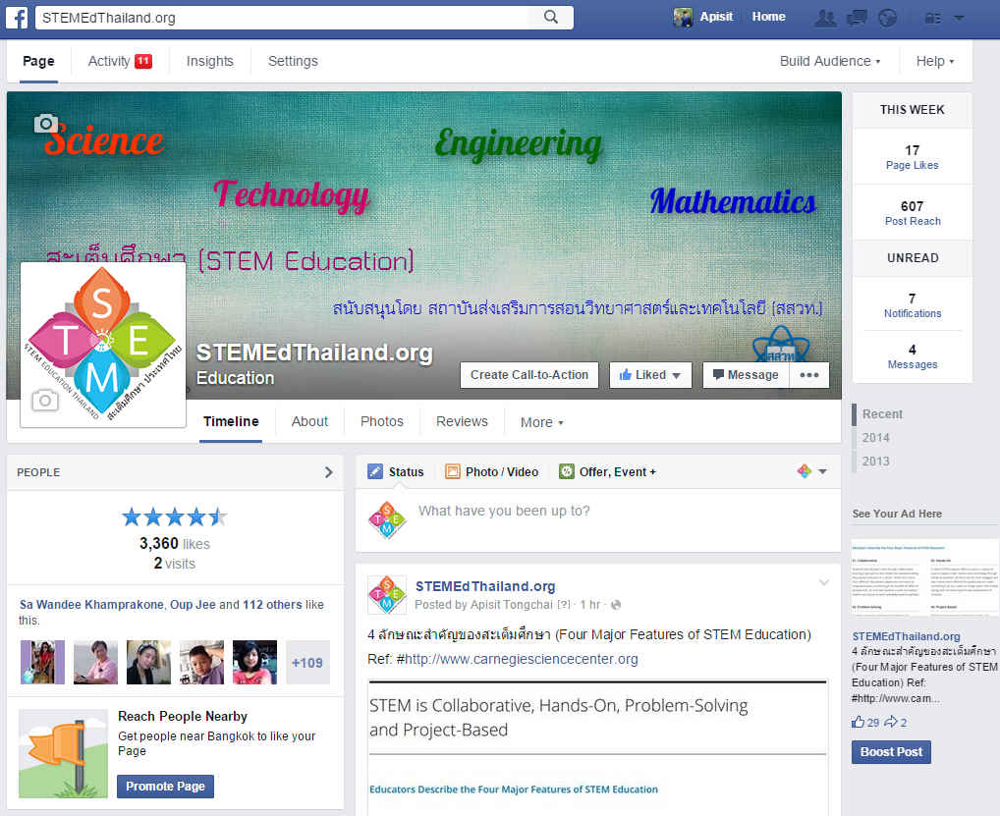 STEMEdThailand.org
Apisit Home
Page Activity 11 Insights Settings Build Audience Help
Science
Engineering
Technology
Mathematics
สะเต็มศึกษา (STEM Education)
สนับสนุนโดย สถาบันส่งเสริมการสอนวิทยาศาสตร์และเทคโนโลยี (สสวท.)
สสวท
S
T E
M
STEM EDUCATION THAILAND
สะเต็มศึกษา ประเทศไทย
STEMEdThailand.org
Education
Create Call-to-Action Liked Message •••
Timeline About Photos Reviews More
THIS WEEK
17
Page Likes
607
Post Reach
UNREAD
7
Notifications
4
Messages
Recent
2014
2013
PEOPLE
3,360 likes
2 visits
Sa Wandee Khamprakone, Oup Jee and 112 others like
this.
+109
Reach People Nearby
Get people near Bangkok to like your
Page
Promote Page
Status Photo / Video Offer, Event +
S
T E
M
What have you been up to?
S
T E
M
STEMEdThailand.org
Posted by Apisit Tongchai [?] · 1 hr ·
4 ลักษณะสำคัญของสะเต็มศึกษา (Four Major Features of STEM Education)
Ref: #http://www.carnegiesciencecenter.org
STEM is Collaborative, Hands-On, Problem-Solving
and Project-Based
Educators Describe the Four Major Features of STEM Education
See Your Ad Here
Educators Describe the Four Major Features of STEM Education
STEMEdThailand.org
4 ลักษณะสำคัญของสะเต็มศึกษา
(Four Major Features of STEM
Education) Ref:
#http://www.carn...
29 2
Boost Post